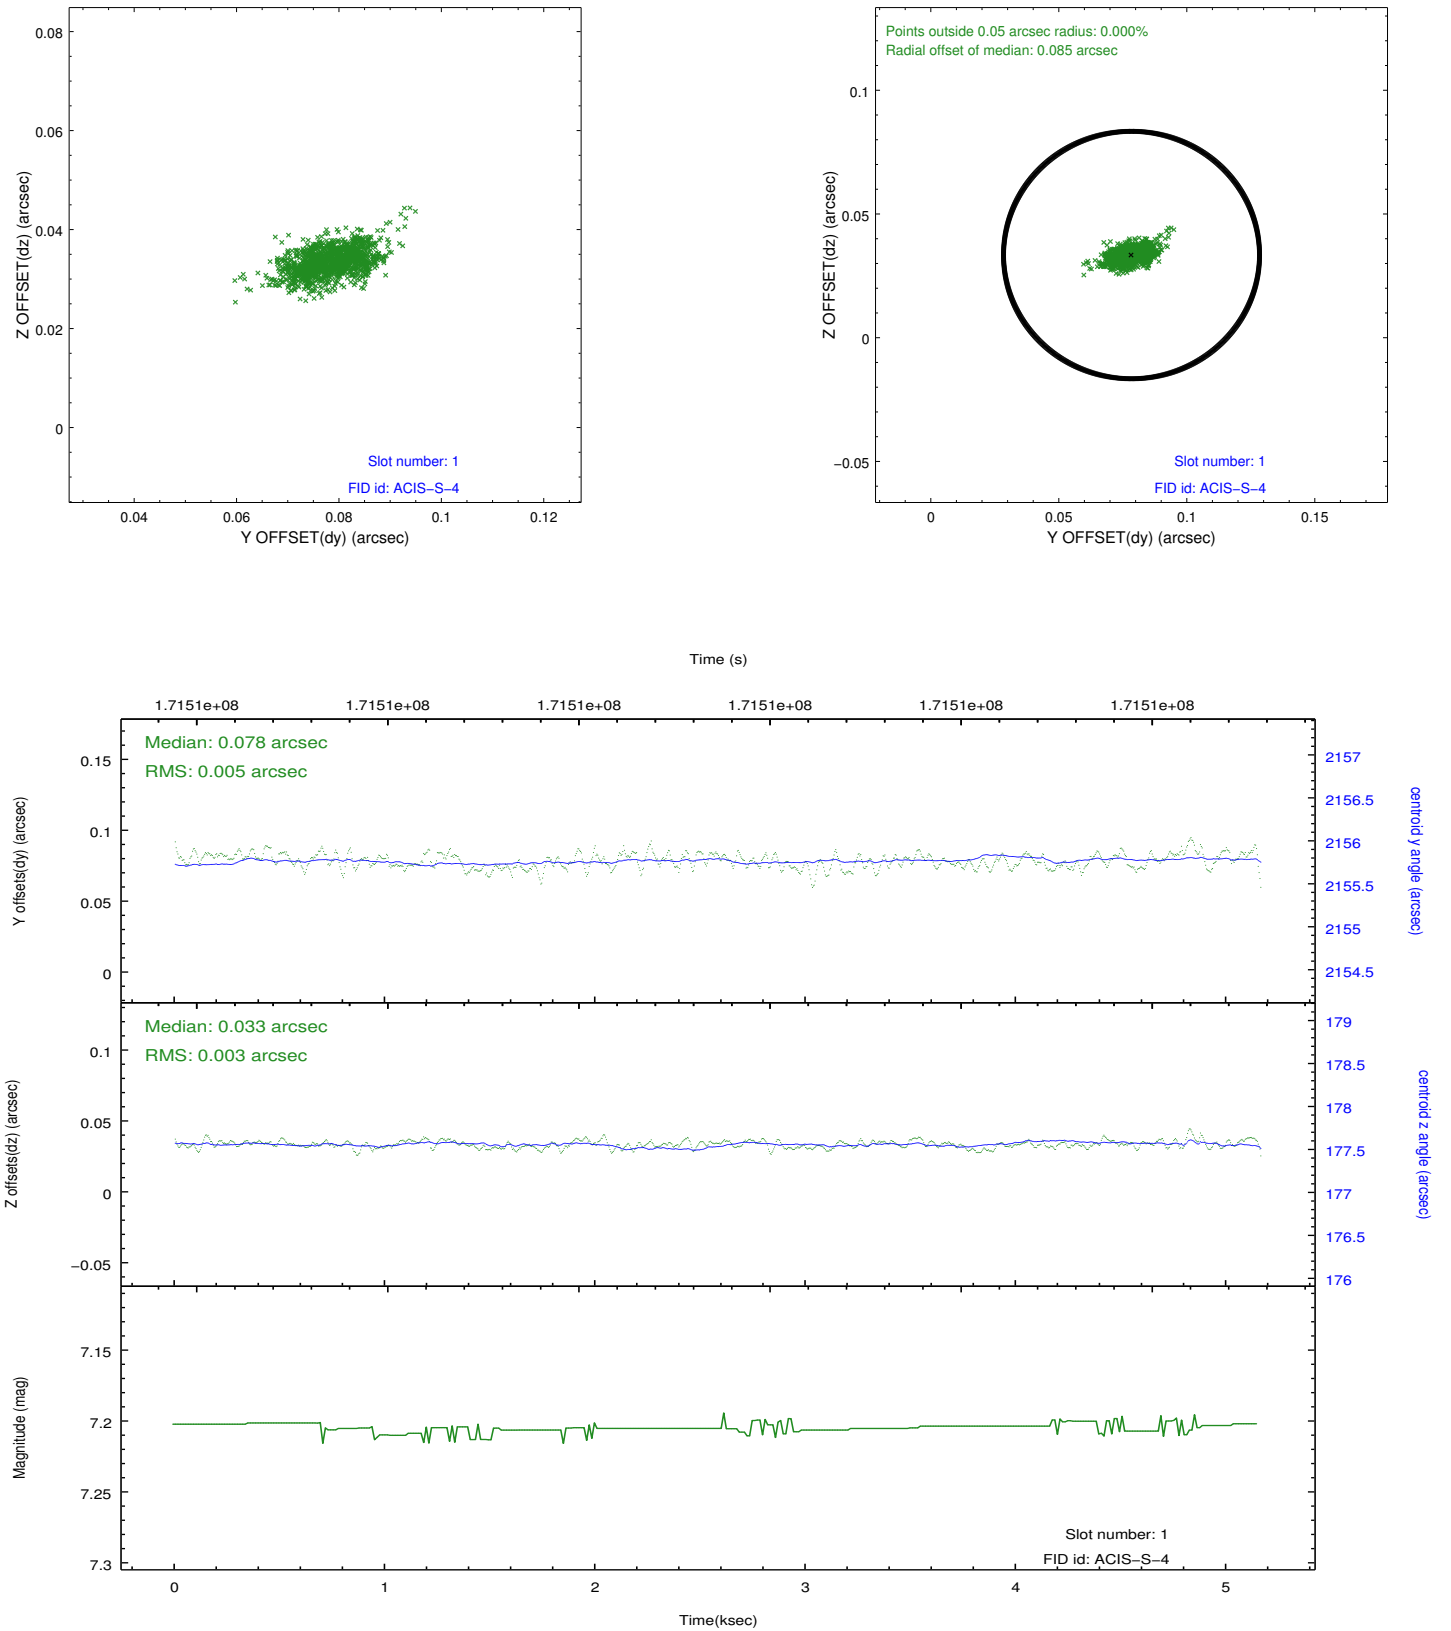 0.08
0.06
0.04
0.02
0
Z OFFSET(dz) (arcsec)
Slot number: 1
FID id: ACIS−S−4
0.04 0.06 0.08 0.1 0.12
Y OFFSET(dy) (arcsec)
Points outside 0.05 arcsec radius: 0.000%
Radial offset of median: 0.085 arcsec
0.1
0.05
0
−0.05
Z OFFSET(dz) (arcsec)
Slot number: 1
FID id: ACIS−S−4
0 0.05 0.1 0.15
Y OFFSET(dy) (arcsec)
Time (s)
1.7151e+08 1.7151e+08 1.7151e+08 1.7151e+08 1.7151e+08 1.7151e+08
Median: 0.078 arcsec
RMS: 0.005 arcsec
0.15
0.1
0.05
0
Y offsets(dy) (arcsec)
2157
2156.5
2156
2155.5
2155
2154.5
centroid y angle (arcsec)
Median: 0.033 arcsec
RMS: 0.003 arcsec
0.1
0.05
0
−0.05
Z offsets(dz) (arcsec)
179
178.5
178
177.5
177
176.5
176
centroid z angle (arcsec)
7.15
7.2
7.25
7.3
Magnitude (mag)
Slot number: 1
FID id: ACIS−S−4
0 1 2 3 4 5
Time(ksec)